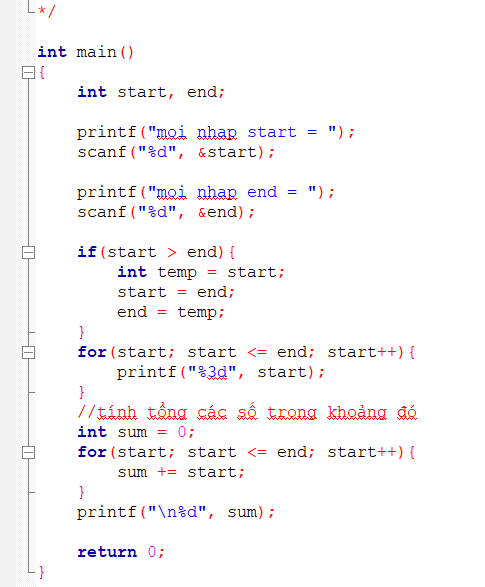 */
int main()
{
    int start, end;
    printf("moi nhap start = ");
    scanf("%d", &start);
    printf("moi nhap end = ");
    scanf("%d", &end);
    if(start > end){
        int temp = start;
        start = end;
        end = temp;
    }
    for(start; start <= end; start++){
        printf("%3d", start);
    }
    //tính tổng các số trong khoảng đó
    int sum = 0;
    for(start; start <= end; start++){
        sum += start;
    }
    printf("\n%d", sum);
    return 0;
}